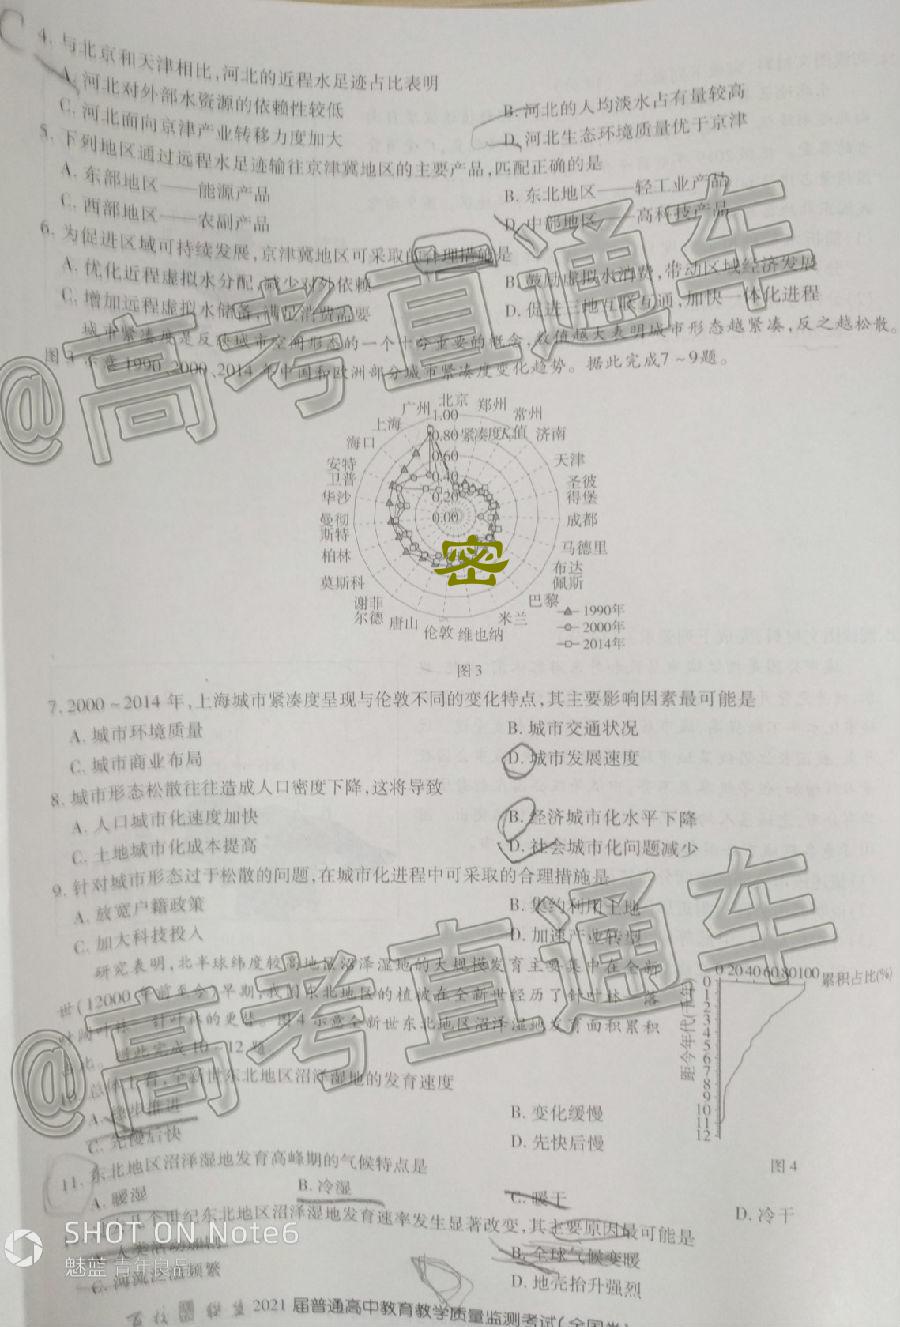 4. 与北京和天津相比,河北的近程水足迹占比表明
A. 河北对外部水资源的依赖性较低
B. 河北的人均淡水占有量较高
C. 河北面向京津产业转移力度加大
D. 河北生态环境质量优于京津
5. 下列地区通过远程水足迹输往京津冀地区的主要产品,匹配正确的是
A. 东部地区——能源产品
B. 东北地区——轻工业产品
C. 西部地区——农副产品
D. 中部地区——高科技产品
6. 为促进区域可持续发展,京津冀地区可采取的合理措施是
A. 优化近程虚拟水分配,减少对外依赖
B. 鼓励虚拟水消费,带动区域经济发展
C. 增加远程虚拟水储备,满足消费需要
D. 促进三地互联互通,加快一体化进程
城市紧凑度是反映城市空间形态的一个十分重要的概念,数值越大表明城市形态越紧凑,反之越松散。
示意1990、2000、2014年中国和欧洲部分城市紧凑度变化趋势。据此完成7~9题。
北京
郑州
常州
济南
天津
圣彼得堡
成都
马德里
布达佩斯
巴黎
米兰
维也纳
伦敦
唐山
谢菲尔德
莫斯科
柏林
曼彻斯特
华沙
安特卫普
海口
上海
广州
1.00
0.80 紧凑度数值
0.60
0.40
0.20
0.00
密
1990年
2000年
2014年
图3
7. 2000~2014年,上海城市紧凑度呈现与伦敦不同的变化特点,其主要影响因素最可能是
A. 城市环境质量
B. 城市交通状况
C. 城市商业布局
D. 城市发展速度
8. 城市形态松散往往造成人口密度下降,这将导致
A. 人口城市化速度加快
B. 经济城市化水平下降
C. 土地城市化成本提高
D. 社会城市化问题减少
9. 针对城市形态过于松散的问题,在城市化进程中可采取的合理措施是
A. 放宽户籍政策
B. 集约利用土地
C. 加大科技投入
D. 加速产业转型
研究表明,北半球纬度较高地区沼泽湿地的大规模发育主要集中在全新
世(12000年前至今)早期,我国东北地区的植被在全新世经历了针叶林—落
叶阔叶林—针叶林的更替。图4示意全新世东北地区沼泽湿地发育面积累积
占比。据此完成10~12题。
0 20 40 60 80 100 累积占比(%)
距今年代(千年)
0
1
2
3
4
5
6
7
8
9
10
11
12
图4
总体上看,全新世东北地区沼泽湿地的发育速度
A. 稳步推进
B. 变化缓慢
C. 先慢后快
D. 先快后慢
11. 东北地区沼泽湿地发育高峰期的气候特点是
A. 暖湿
B. 冷湿
C. 暖干
D. 冷干
个世纪东北地区沼泽湿地发育速率发生显著改变,其主要原因最可能是
A. 人类活动加剧
B. 全球气候变暖
C. 河流泛滥频繁
D. 地壳抬升强烈
2021届普通高中教育教学质量监测考试(全国卷)
@高考直通车
@高考直通车
SHOT ON Note6
魅蓝 青年良品